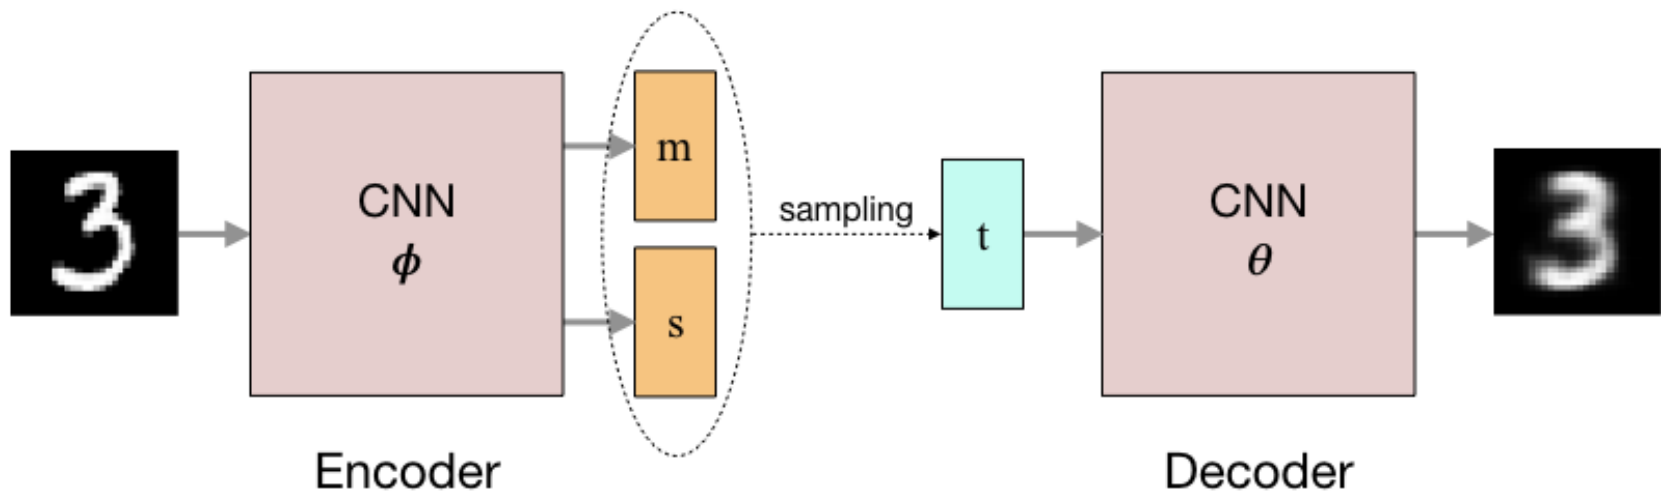 3
CNN
ϕ
m
s
sampling
t
CNN
θ
3
Encoder
Decoder